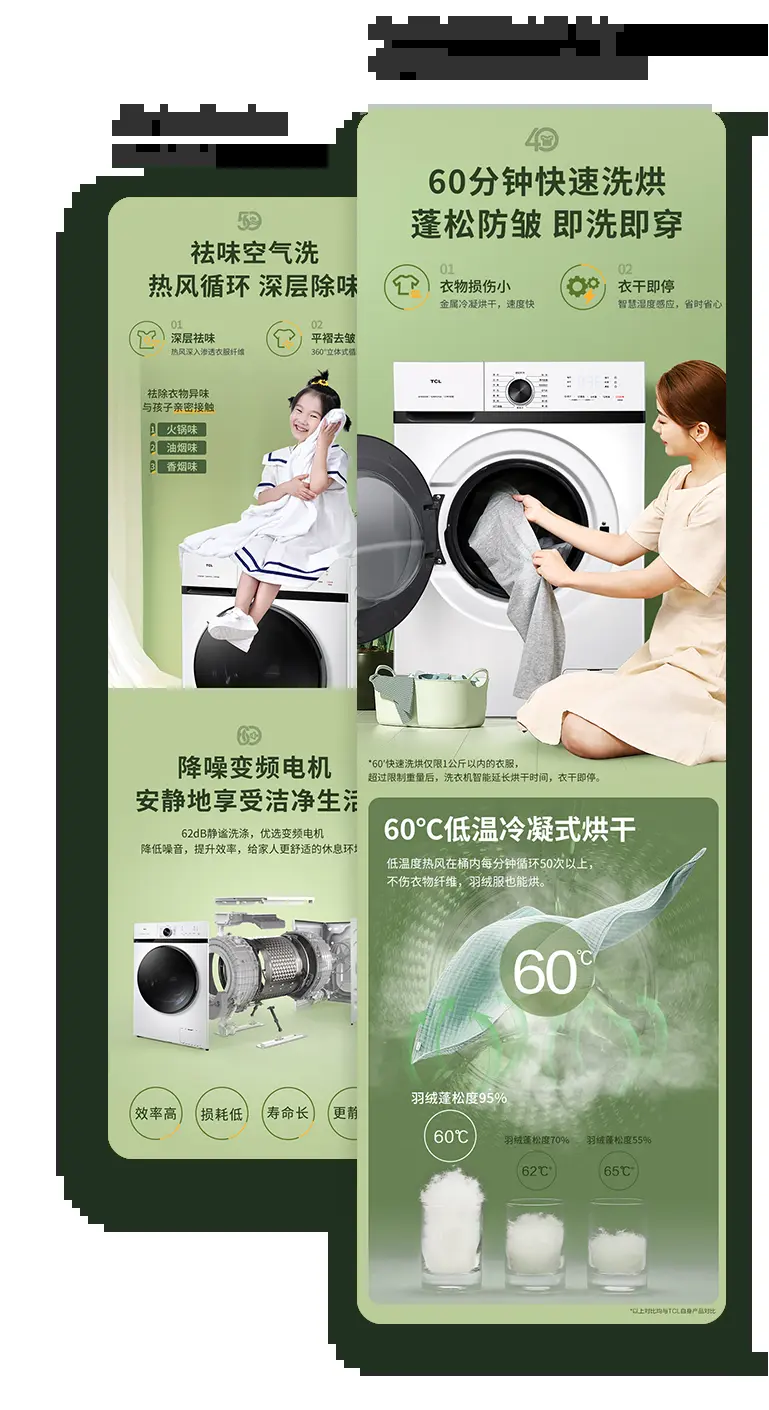 祛味空气洗
热风循环 深层除味
01
深层祛味
热风深入渗透衣服纤维
02
平褶去皱
360°立体式循
祛除衣物异味
与孩子亲密接触
1 火锅味
2 油烟味
3 香烟味
TCL
降噪变频电机
安静地享受洁净生活
62dB静谧洗涤，优选变频电机
降低噪音，提升效率，给家人更舒适的休息环境
效率高
损耗低
寿命长
更静
40
60分钟快速洗烘
蓬松防皱 即洗即穿
01
衣物损伤小
金属冷凝烘干，速度快
02
衣干即停
智慧湿度感应，省时省心
TCL
*60'快速洗烘仅限1公斤以内的衣服，
超过限制重量后，洗衣机智能延长烘干时间，衣干即停。
60℃低温冷凝式烘干
低温度热风在桶内每分钟循环50次以上，
不伤衣物纤维，羽绒服也能烘。
60℃
羽绒蓬松度95%
60℃
羽绒蓬松度70%
62℃
羽绒蓬松度55%
65℃
*以上对比均与TCL自身产品对比